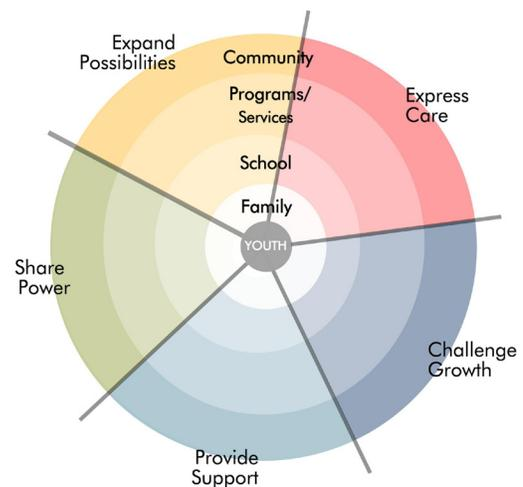 Expand
Possibilities
Community
Programs/
Services
School
Family
YOUTH
Express
Care
Share
Power
Challenge
Growth
Provide
Support